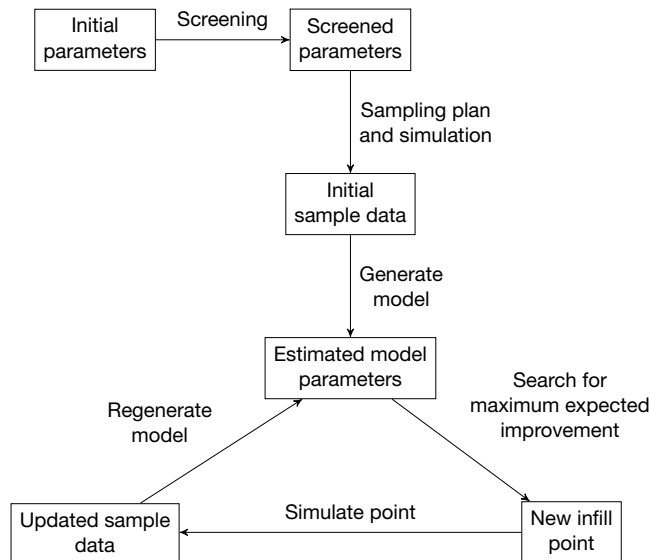 Initial
parameters
Screening
Screened
parameters
Sampling plan
and simulation
Initial
sample data
Generate
model
Estimated model
parameters
Search for
maximum expected
improvement
Regenerate
model
Updated sample
data
Simulate point
New infill
point